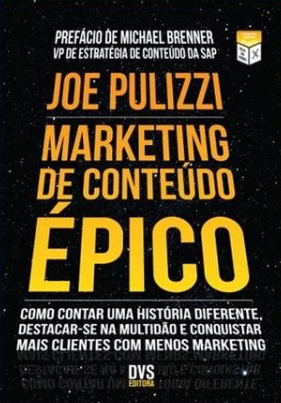 PREFÁCIO DE MICHAEL BRENNER
VP DE ESTRATÉGIA DE CONTEÚDO DA SAP
JOE PULIZZI
MARKETING
DE CONTEÚDO
ÉPICO
COMO CONTAR UMA HISTÓRIA DIFERENTE,
DESTACAR-SE NA MULTIDÃO E CONQUISTAR
MAIS CLIENTES COM MENOS MARKETING
DVS
EDITORA